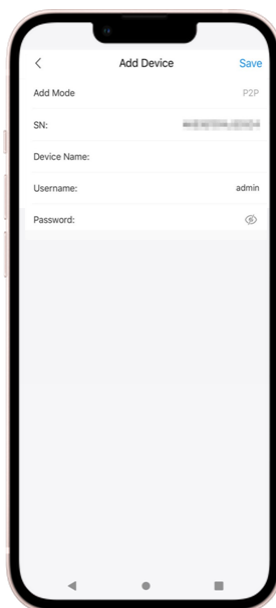 Add Device Save
Add Mode P2P
SN:
Device Name:
Username: admin
Password: